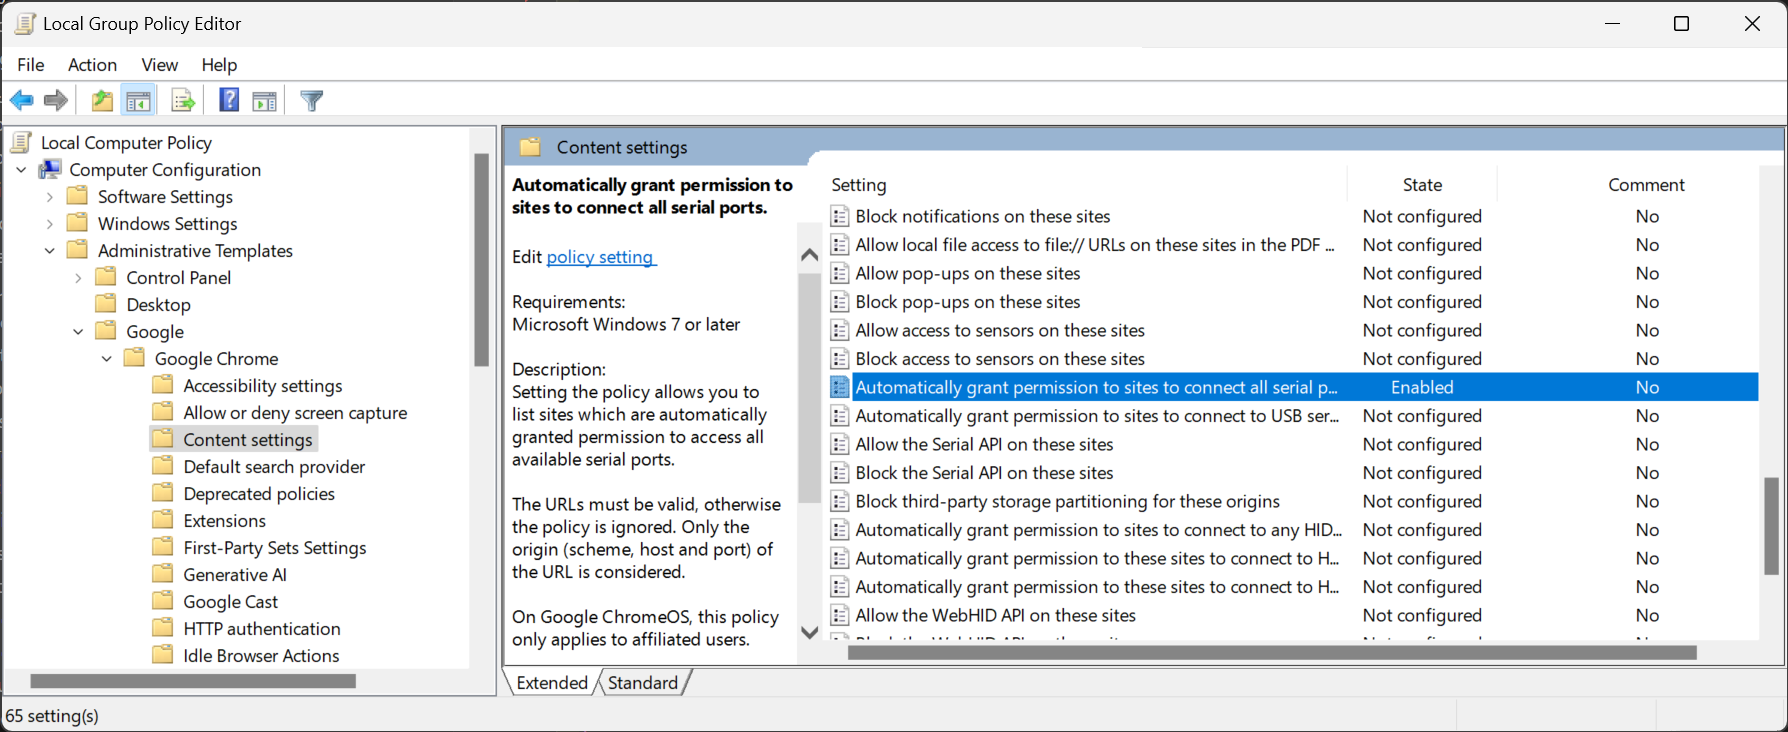 Local Group Policy Editor
File Action View Help
Local Computer Policy
Computer Configuration
Software Settings
Windows Settings
Administrative Templates
Control Panel
Desktop
Google
Google Chrome
Accessibility settings
Allow or deny screen capture
Content settings
Default search provider
Deprecated policies
Extensions
First-Party Sets Settings
Generative AI
Google Cast
HTTP authentication
Idle Browser Actions
Content settings
Automatically grant permission to
sites to connect all serial ports.
Edit policy setting
Requirements:
Microsoft Windows 7 or later
Description:
Setting the policy allows you to
list sites which are automatically
granted permission to access all
available serial ports.
The URLs must be valid, otherwise
the policy is ignored. Only the
origin (scheme, host and port) of
the URL is considered.
On Google ChromeOS, this policy
only applies to affiliated users.
Setting State Comment
Block notifications on these sites Not configured No
Allow local file access to file:// URLs on these sites in the PDF ... Not configured No
Allow pop-ups on these sites Not configured No
Block pop-ups on these sites Not configured No
Allow access to sensors on these sites Not configured No
Block access to sensors on these sites Not configured No
Automatically grant permission to sites to connect all serial p... Enabled No
Automatically grant permission to sites to connect to USB ser... Not configured No
Allow the Serial API on these sites Not configured No
Block the Serial API on these sites Not configured No
Block third-party storage partitioning for these origins Not configured No
Automatically grant permission to sites to connect to any HID... Not configured No
Automatically grant permission to these sites to connect to H... Not configured No
Automatically grant permission to these sites to connect to H... Not configured No
Allow the WebHID API on these sites Not configured No
Extended Standard
65 setting(s)